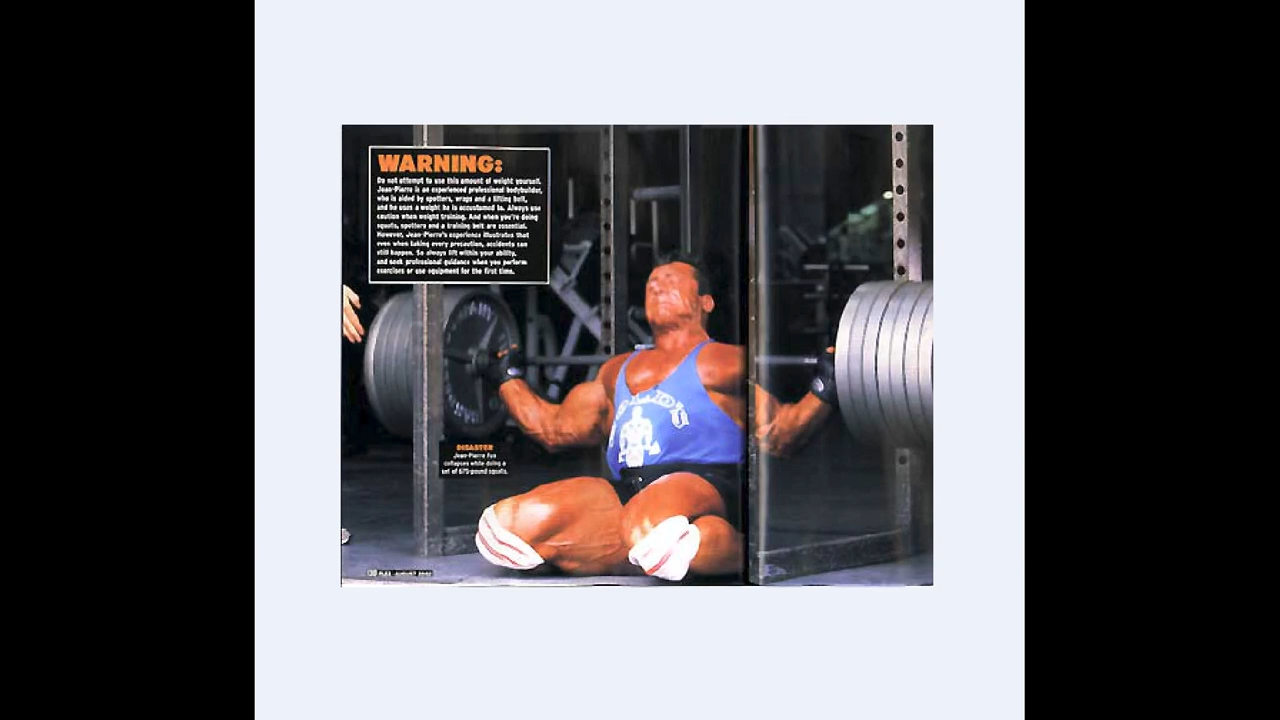 WARNING:
Do not attempt to use this amount of weight yourself.
Jean-Pierre is an experienced professional bodybuilder,
who is aided by spotters, wraps and a lifting belt,
and he uses a weight he is accustomed to. Always use
caution when weight training. And when you're doing
squats, spotters and a training belt are essential.
However, Jean-Pierre's experience illustrates that
even when taking every precaution, accidents can
still happen. So always lift within your ability,
and seek professional guidance when you perform
exercises or use equipment for the first time.
GOLD'S
DISASTER
Jean-Pierre Fux
collapses while doing a
set of 675-pound squats.
FLEX AUGUST 2002